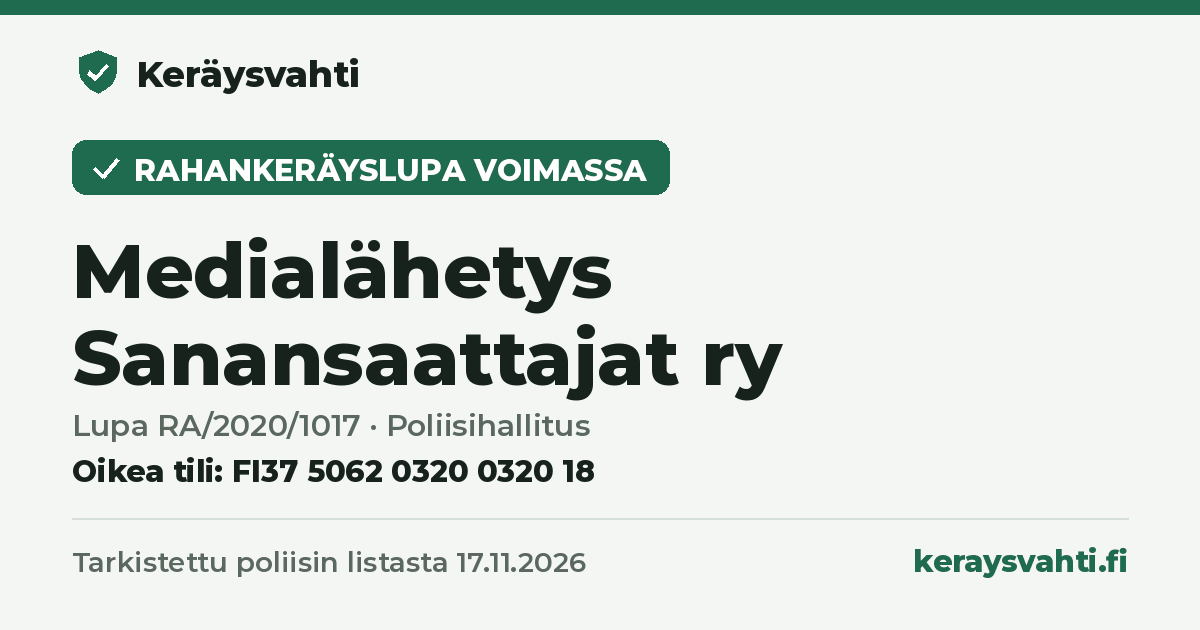 Keräysvahti
RAHANKERÄYSLUPA VOIMASSA
Medialähetys
Sanansaattajat ry
Lupa RA/2020/1017 · Poliisihallitus
Oikea tili: FI37 5062 0320 0320 18
Tarkistettu poliisin listasta 17.11.2026
keraysvahti.fi